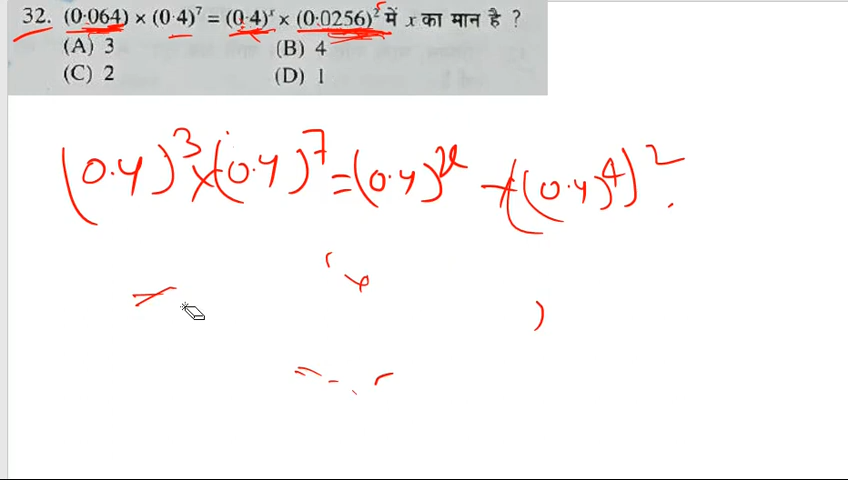 32. (0·064) × (0·4)⁷ = (0·4)ˣ × (0·0256)² में x का मान है ?
(A) 3 (B) 4
(C) 2 (D) 1
(0.4)³×(0.4)⁷=(0.4)ˣ ×((0.4)⁴)²